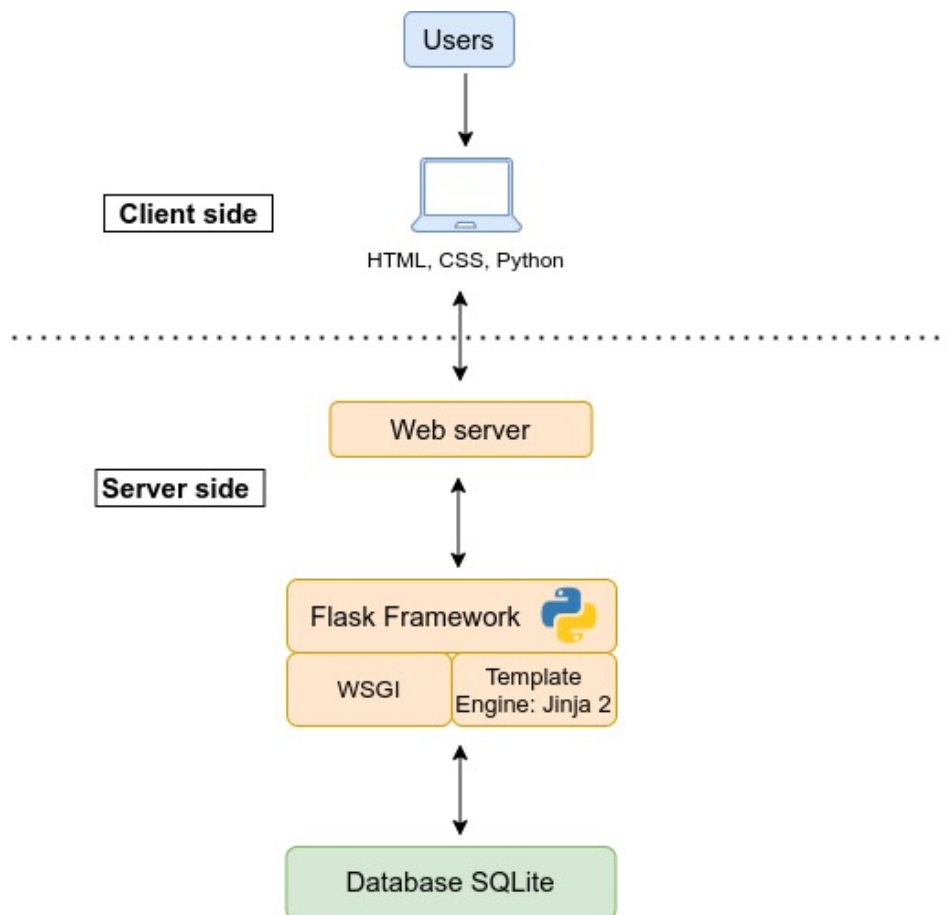 Users
Client side
HTML, CSS, Python
Web server
Server side
Flask Framework
WSGI
Template
Engine: Jinja 2
Database SQLite